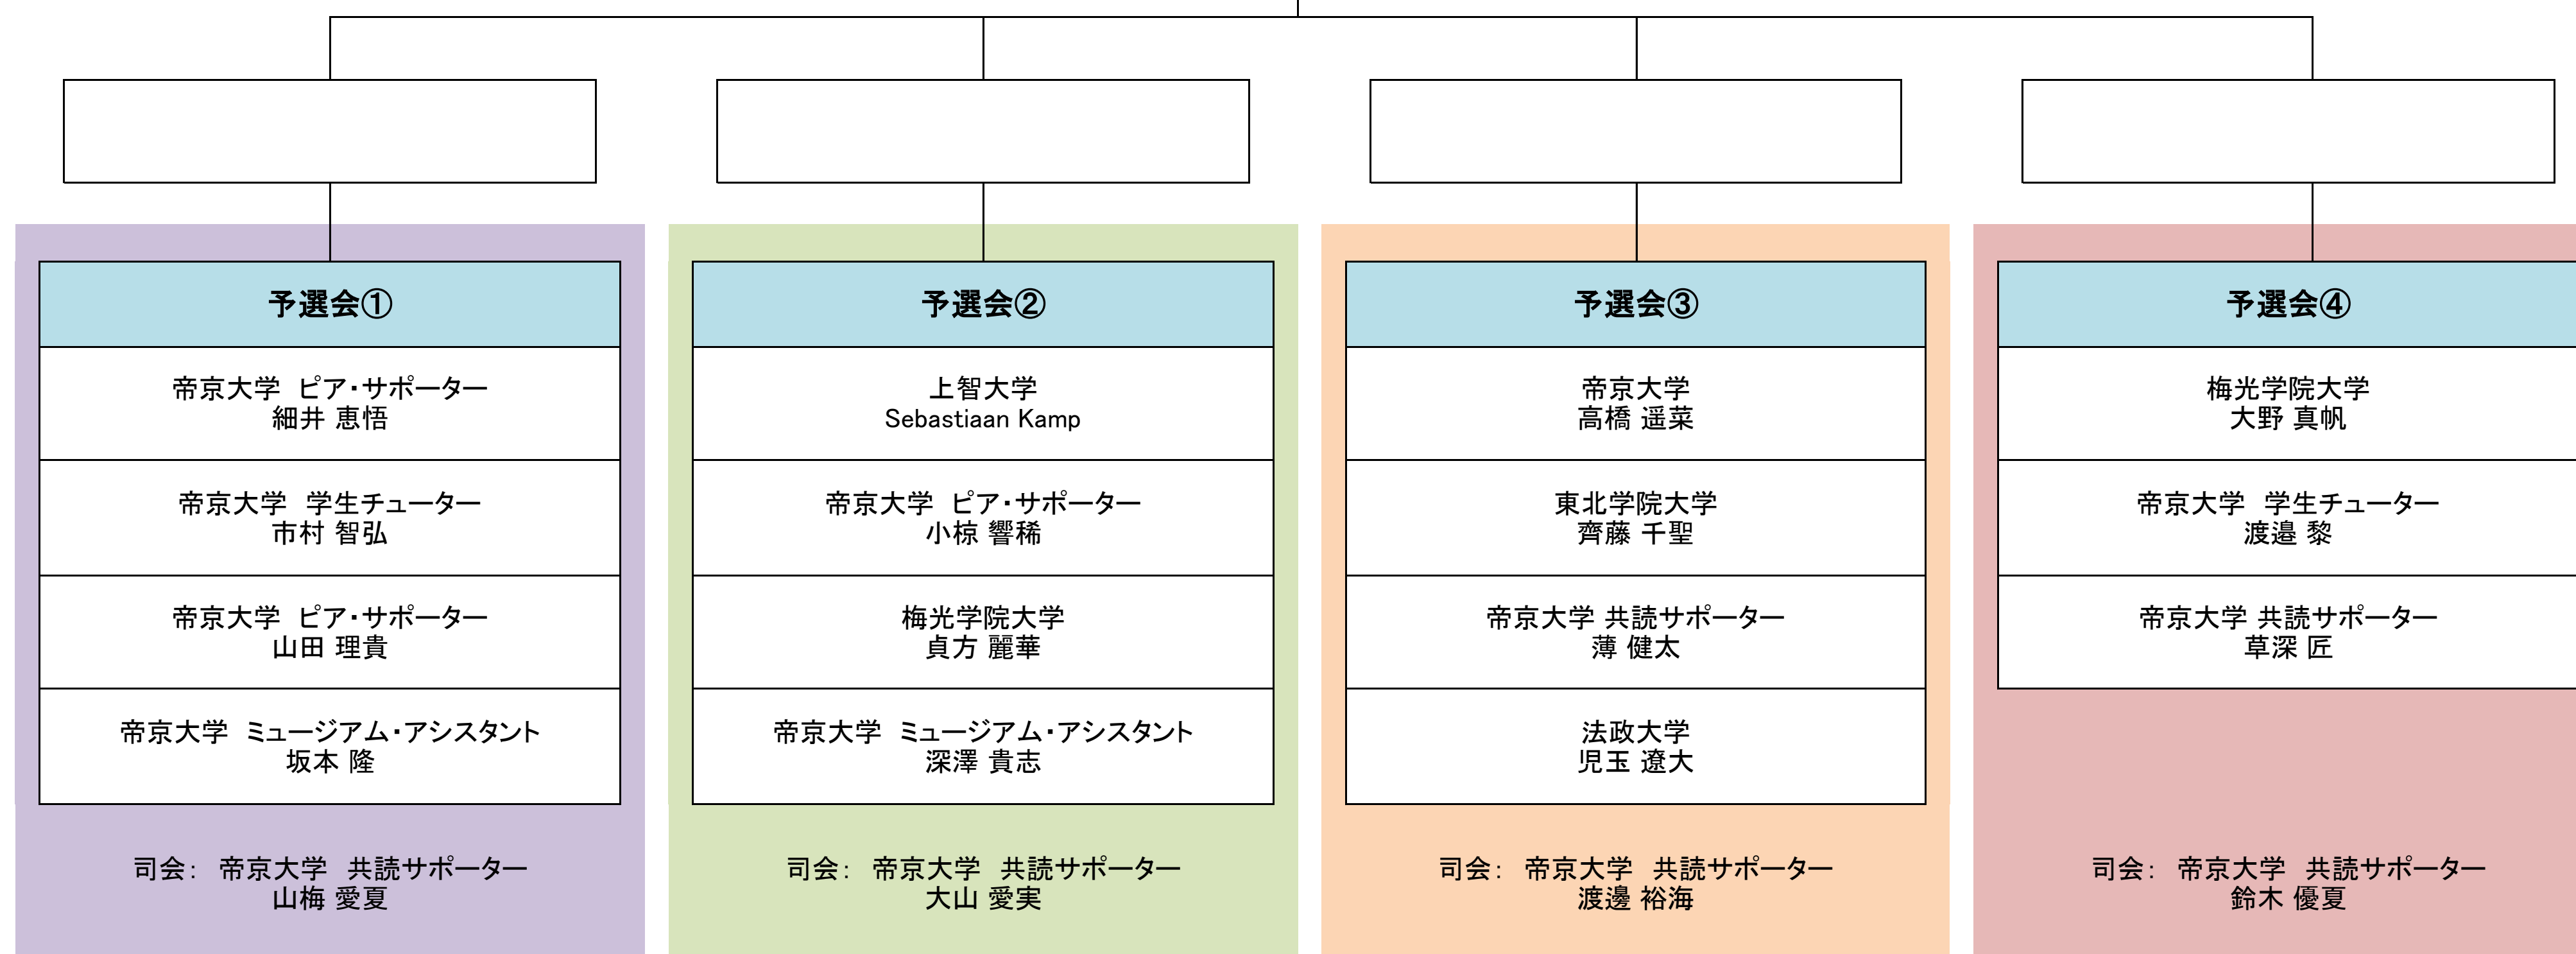 予選会①
帝京大学　ピア・サポーター
細井 恵悟
帝京大学　学生チューター
市村 智弘
帝京大学　ピア・サポーター
山田 理貴
帝京大学　ミュージアム・アシスタント
坂本 隆
司会：　帝京大学　共読サポーター
山梅 愛夏
予選会②
上智大学
Sebastiaan Kamp
帝京大学　ピア・サポーター
小椋 響稀
梅光学院大学
貞方 麗華
帝京大学　ミュージアム・アシスタント
深澤 貴志
司会：　帝京大学　共読サポーター
大山 愛実
予選会③
帝京大学
高橋 遥菜
東北学院大学
齊藤 千聖
帝京大学 共読サポーター
薄 健太
法政大学
児玉 遼大
司会：　帝京大学　共読サポーター
渡邊 裕海
予選会④
梅光学院大学
大野 真帆
帝京大学　学生チューター
渡邉 黎
帝京大学 共読サポーター
草深 匠
司会：　帝京大学　共読サポーター
鈴木 優夏